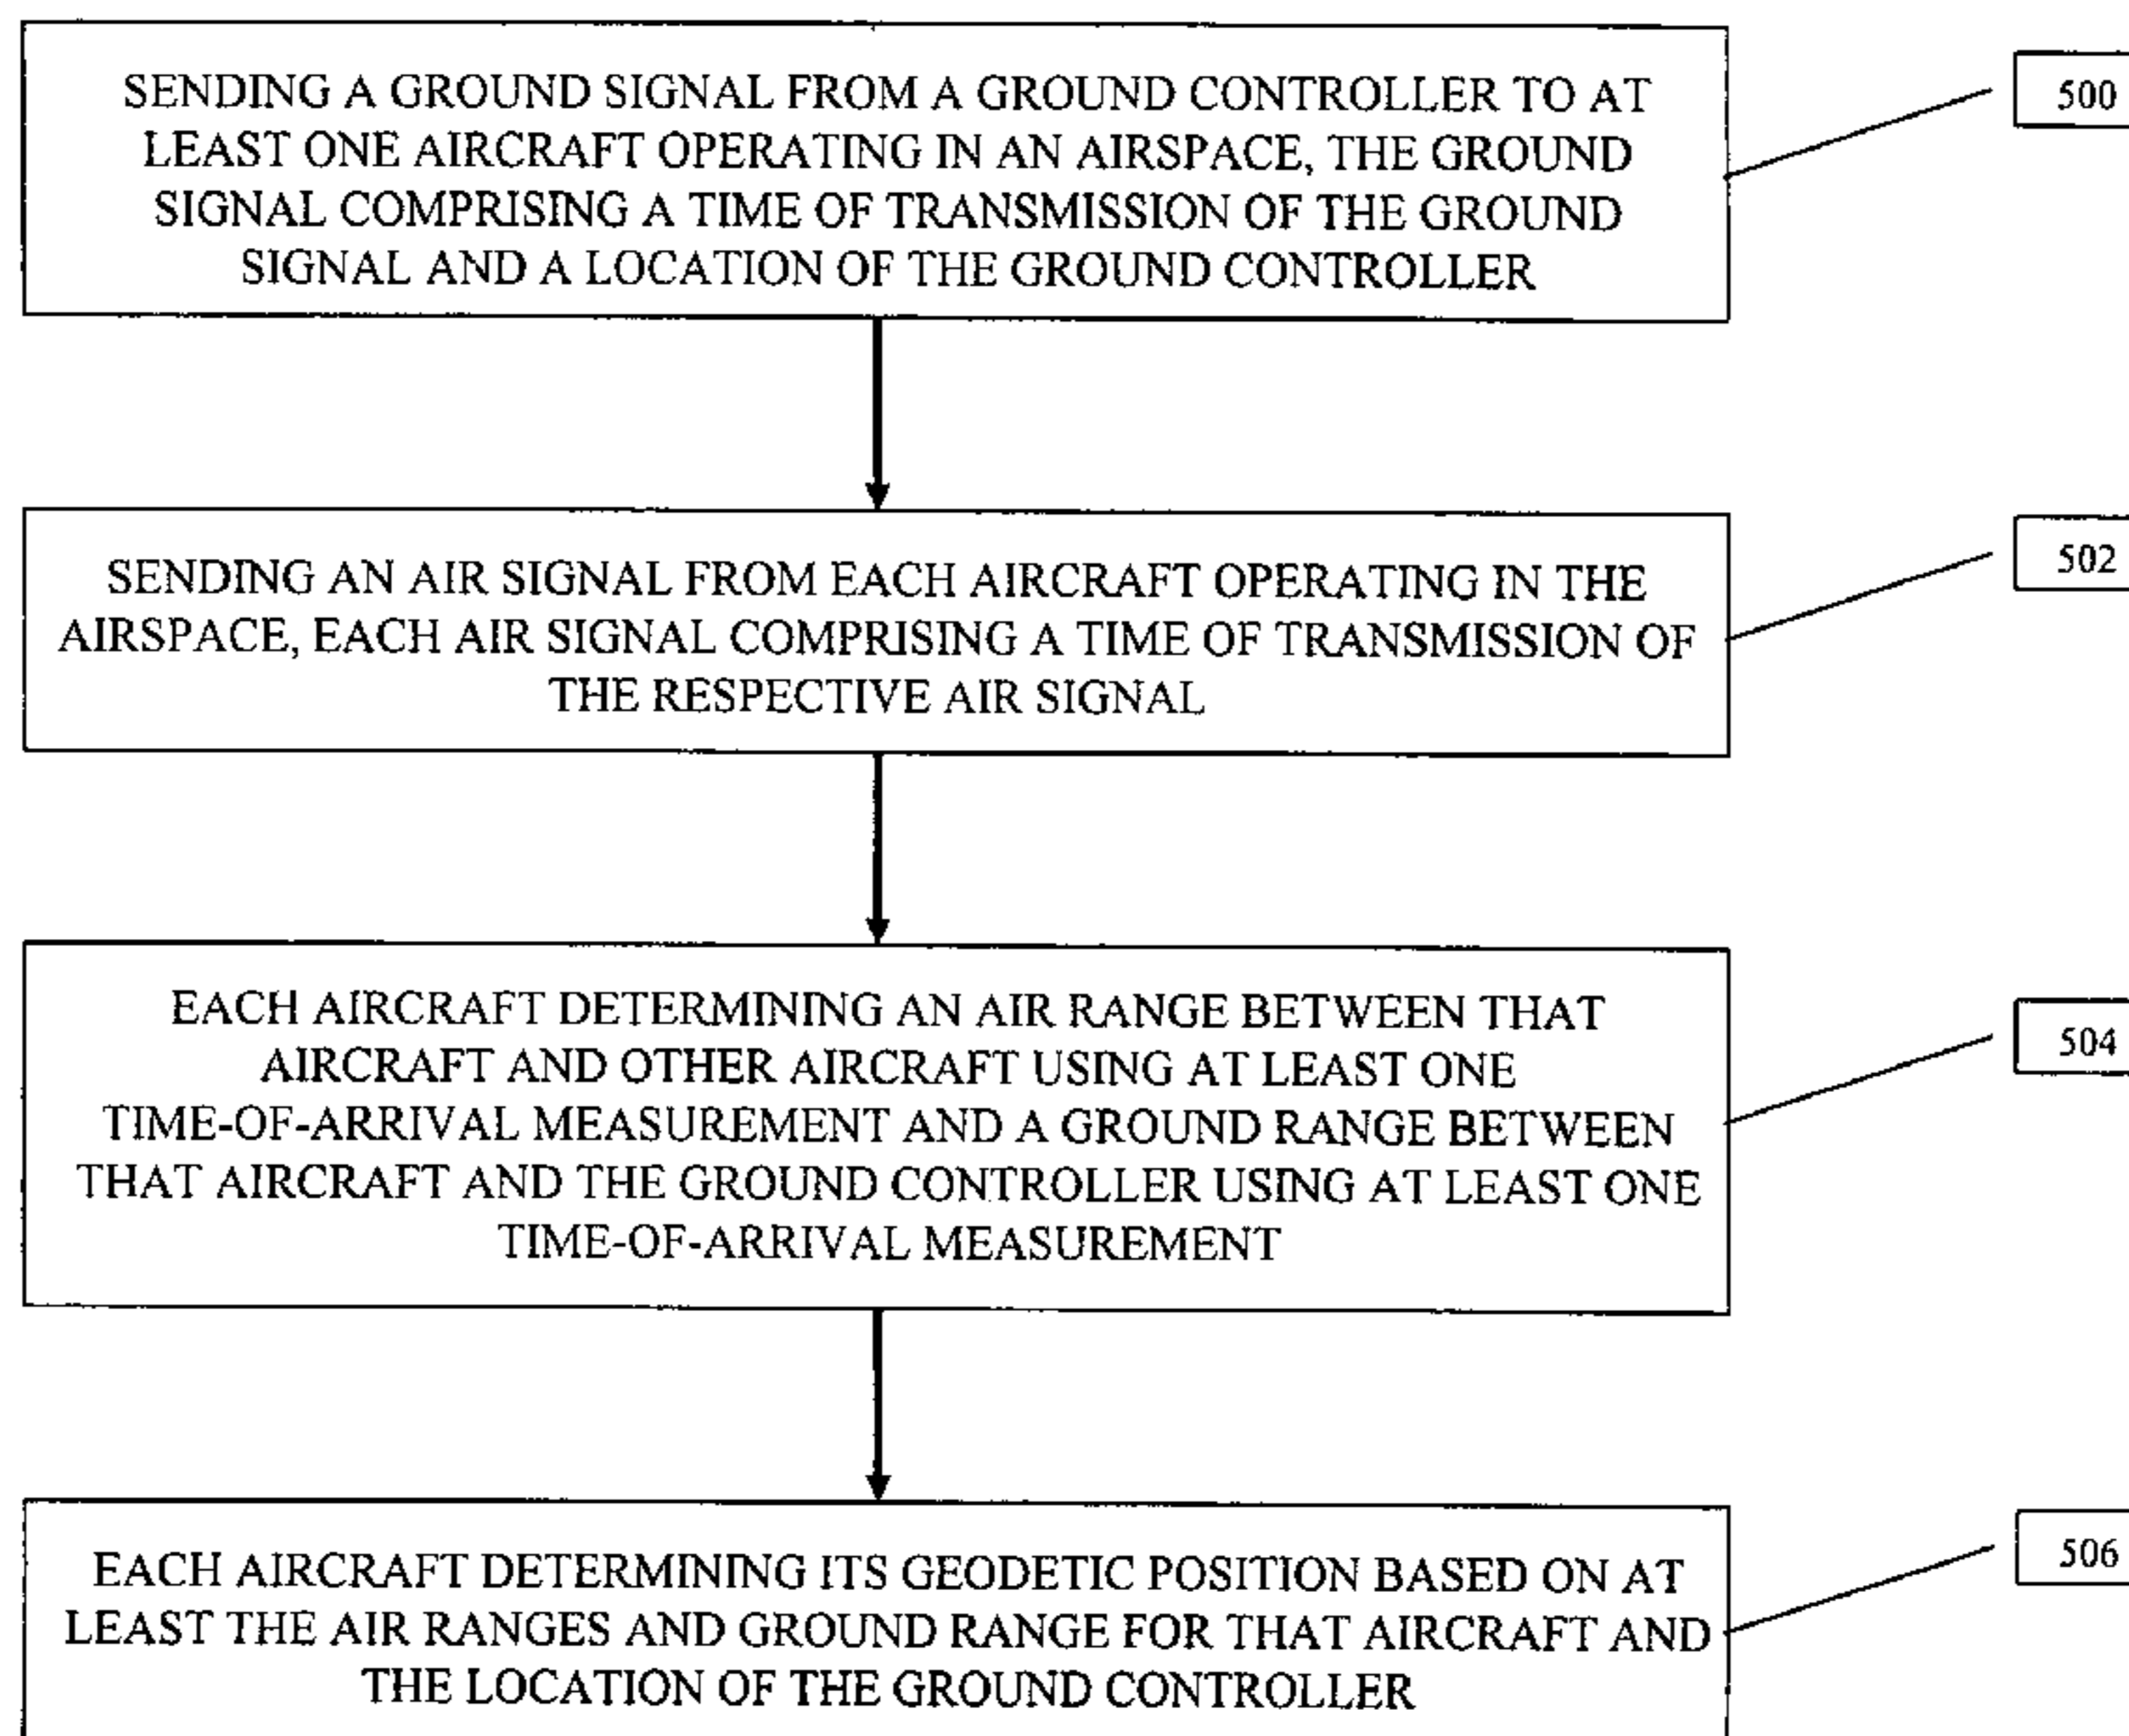 SENDING A GROUND SIGNAL FROM A GROUND CONTROLLER TO AT
LEAST ONE AIRCRAFT OPERATING IN AN AIRSPACE, THE GROUND
SIGNAL COMPRISING A TIME OF TRANSMISSION OF THE GROUND
SIGNAL AND A LOCATION OF THE GROUND CONTROLLER
500
SENDING AN AIR SIGNAL FROM EACH AIRCRAFT OPERATING IN THE
AIRSPACE, EACH AIR SIGNAL COMPRISING A TIME OF TRANSMISSION OF
THE RESPECTIVE AIR SIGNAL
502
EACH AIRCRAFT DETERMINING AN AIR RANGE BETWEEN THAT
AIRCRAFT AND OTHER AIRCRAFT USING AT LEAST ONE
TIME-OF-ARRIVAL MEASUREMENT AND A GROUND RANGE BETWEEN
THAT AIRCRAFT AND THE GROUND CONTROLLER USING AT LEAST ONE
TIME-OF-ARRIVAL MEASUREMENT
504
EACH AIRCRAFT DETERMINING ITS GEODETIC POSITION BASED ON AT
LEAST THE AIR RANGES AND GROUND RANGE FOR THAT AIRCRAFT AND
THE LOCATION OF THE GROUND CONTROLLER
506